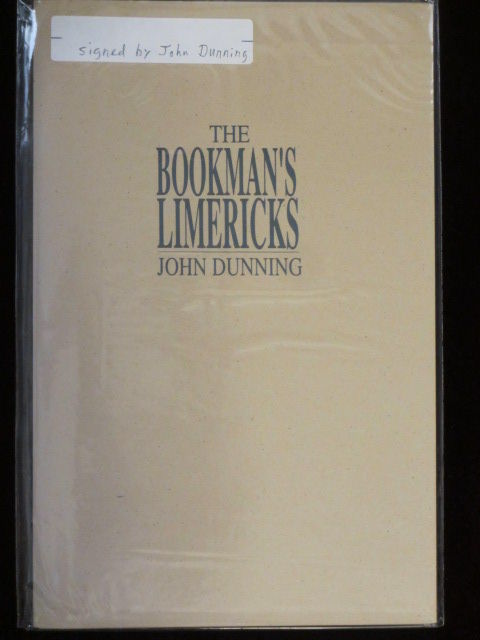 signed by John Dunning
THE
BOOKMAN'S
LIMERICKS
JOHN DUNNING